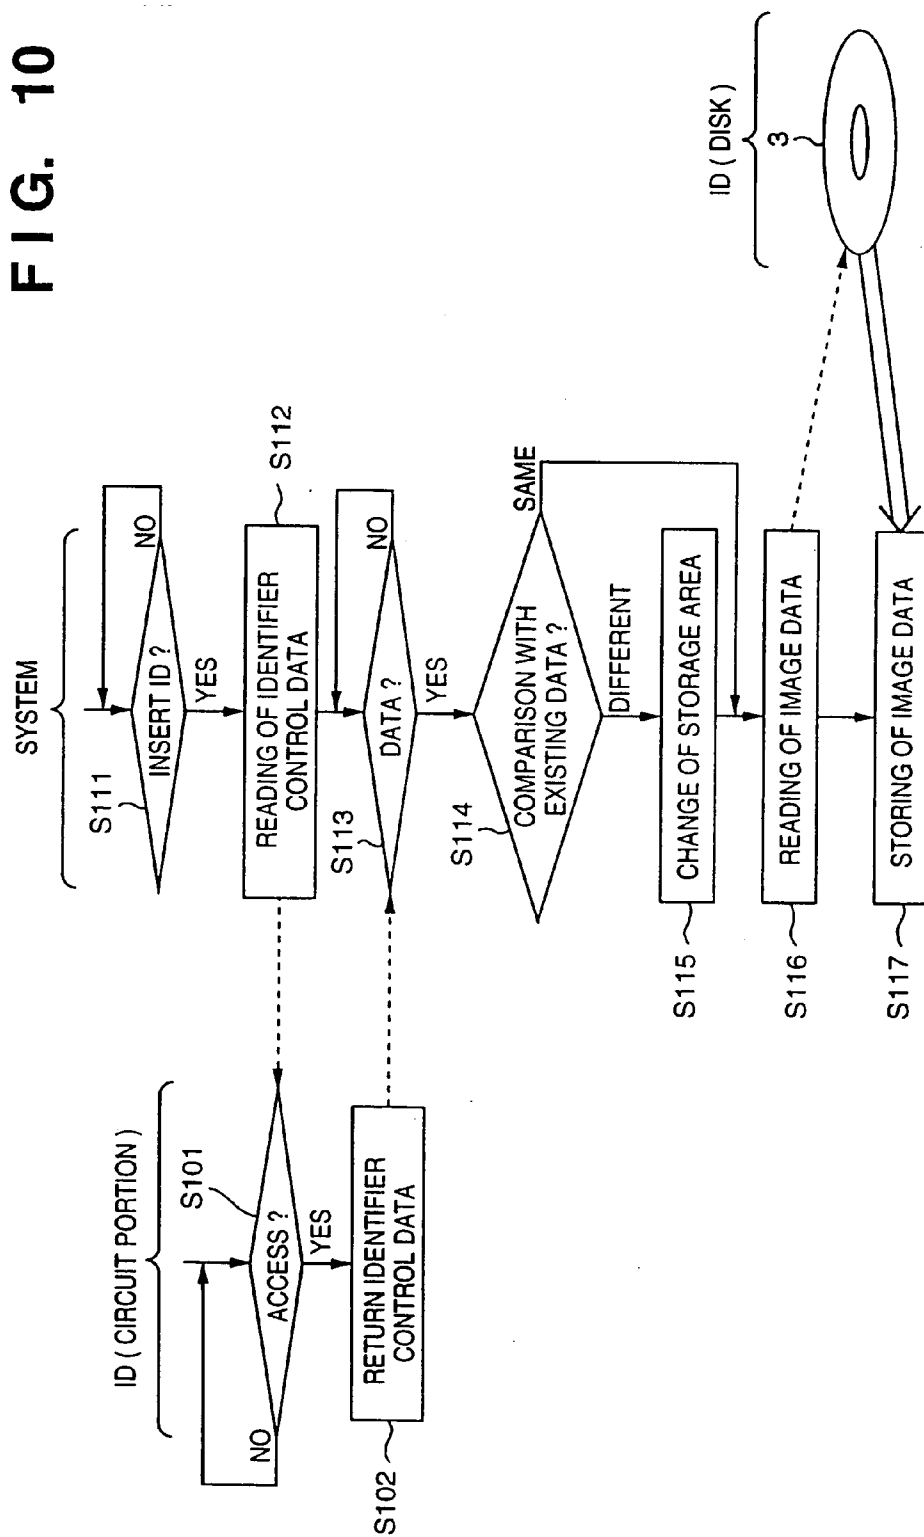 FIG. 10
ID ( CIRCUIT PORTION )
S101
ACCESS ?
NO
YES
RETURN IDENTIFIER
CONTROL DATA
S102
SYSTEM
S111
INSERT ID ?
NO
YES
READING OF IDENTIFIER
CONTROL DATA
S112
S113
DATA ?
NO
YES
S114
COMPARISON WITH
EXISTING DATA ?
SAME
DIFFERENT
CHANGE OF STORAGE AREA
S115
READING OF IMAGE DATA
S116
STORING OF IMAGE DATA
S117
ID ( DISK )
3